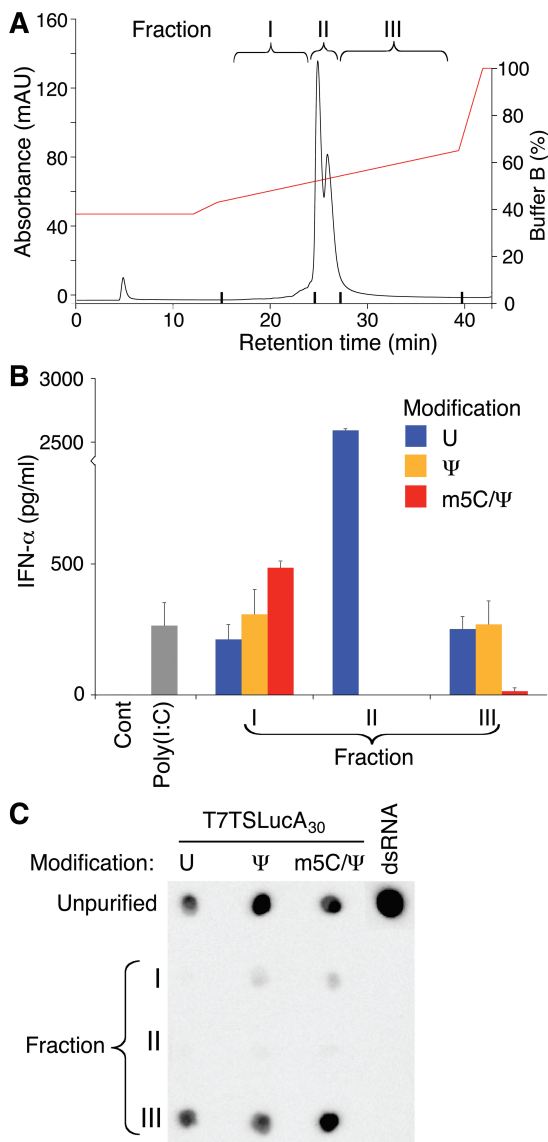 A
Fraction I II III
160
120
80
40
0
Absorbance (mAU)
100
80
60
40
20
0
Buffer B (%)
0 10 20 30 40
Retention time (min)
B
3000
2500
500
0
IFN-α (pg/ml)
Modification
U
Ψ
m5C/Ψ
Cont
Poly(I:C)
I II III
Fraction
C
T7TSLucA30
dsRNA
Modification: U Ψ m5C/Ψ
Unpurified
I
Fraction II
III